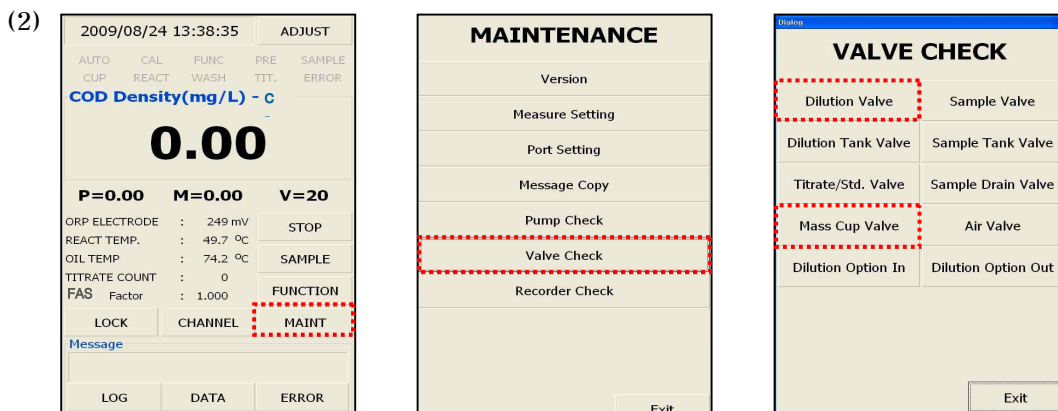 (2)
2009/08/24 13:38:35 ADJUST
AUTO CAL FUNC PRE SAMPLE
CUP REACT WASH TIT. ERROR
COD Density(mg/L) - C
0.00
P=0.00 M=0.00 V=20
ORP ELECTRODE : 249 mV
STOP
REACT TEMP. : 49.7 ºC
OIL TEMP : 74.2 ºC
SAMPLE
TITRATE COUNT : 0
FAS Factor : 1.000
FUNCTION
LOCK CHANNEL MAINT
Message
LOG DATA ERROR
MAINTENANCE
Version
Measure Setting
Port Setting
Message Copy
Pump Check
Valve Check
Recorder Check
Exit
Dialog
VALVE CHECK
Dilution Valve Sample Valve
Dilution Tank Valve Sample Tank Valve
Titrate/Std. Valve Sample Drain Valve
Mass Cup Valve Air Valve
Dilution Option In Dilution Option Out
Exit